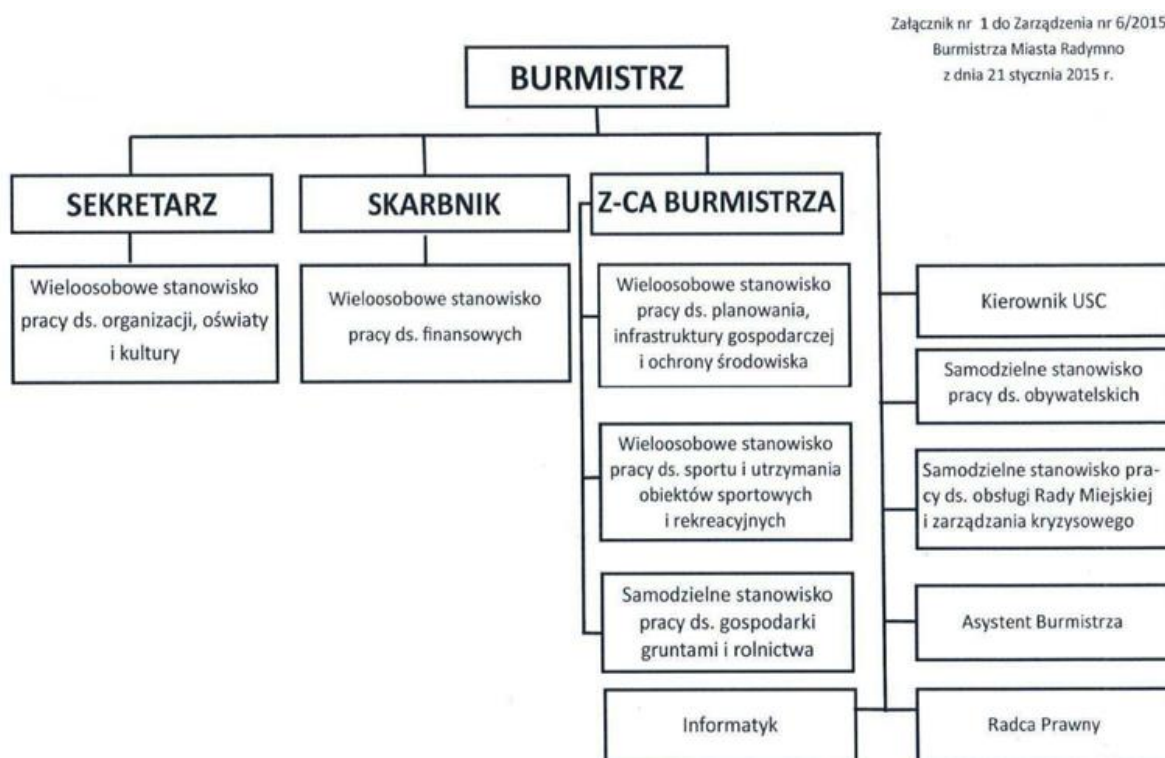 Załącznik nr 1 do Zarządzenia nr 6/2015
Burmistrza Miasta Radymno
z dnia 21 stycznia 2015 r.
BURMISTRZ
SEKRETARZ
SKARBNIK
Z-CA BURMISTRZA
Wieloosobowe stanowisko
pracy ds. organizacji, oświaty
i kultury
Wieloosobowe stanowisko
pracy ds. finansowych
Wieloosobowe stanowisko
pracy ds. planowania,
infrastruktury gospodarczej
i ochrony środowiska
Wieloosobowe stanowisko
pracy ds. sportu i utrzymania
obiektów sportowych
i rekreacyjnych
Samodzielne stanowisko
pracy ds. gospodarki
gruntami i rolnictwa
Informatyk
Kierownik USC
Samodzielne stanowisko
pracy ds. obywatelskich
Samodzielne stanowisko pra-
cy ds. obsługi Rady Miejskiej
i zarządzania kryzysowego
Asystent Burmistrza
Radca Prawny